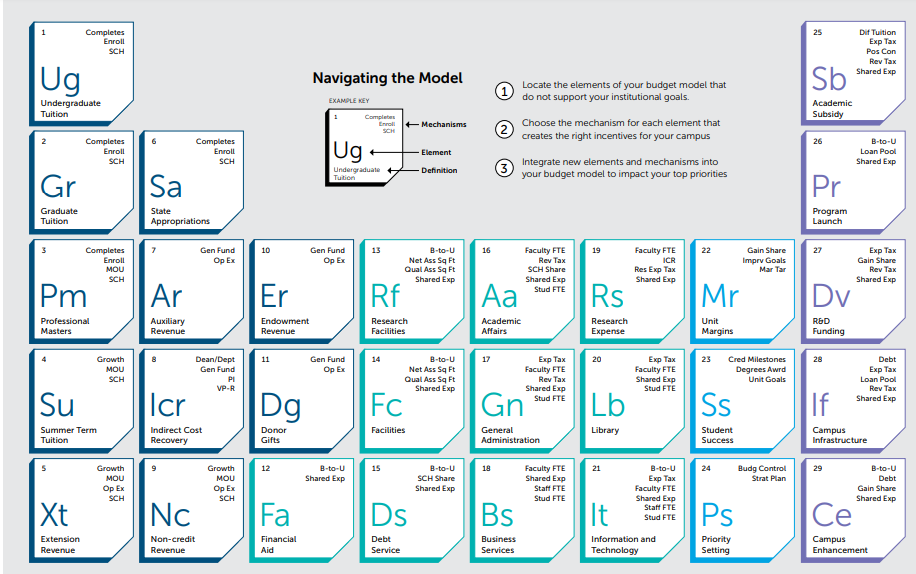 1 Completes
Enroll
SCH
Ug
Undergraduate
Tuition
25 Dif Tuition
Exp Tax
Pos Con
Rev Tax
Shared Exp
Sb
Academic
Subsidy
Navigating the Model
EXAMPLE KEY
1 Completes
Enroll
SCH
Ug
Undergraduate
Tuition
Mechanisms
Element
Definition
1 Locate the elements of your budget model that
do not support your institutional goals.
2 Choose the mechanism for each element that
creates the right incentives for your campus
3 Integrate new elements and mechanisms into
your budget model to impact your top priorities
2 Completes
Enroll
SCH
Gr
Graduate
Tuition
6 Completes
Enroll
SCH
Sa
State
Appropriations
26 B-to-U
Loan Pool
Shared Exp
Pr
Program
Launch
3 Completes
Enroll
MOU
SCH
Pm
Professional
Masters
7 Gen Fund
Op Ex
Ar
Auxiliary
Revenue
10 Gen Fund
Op Ex
Er
Endowment
Revenue
13 B-to-U
Net Ass Sq Ft
Qual Ass Sq Ft
Shared Exp
Rf
Research
Facilities
16 Faculty FTE
Rev Tax
SCH Share
Shared Exp
Stud FTE
Aa
Academic
Affairs
19 Faculty FTE
ICR
Res Exp Tax
Shared Exp
Rs
Research
Expense
22 Gain Share
Imprv Goals
Mar Tar
Mr
Unit
Margins
27 Exp Tax
Gain Share
Rev Tax
Shared Exp
Dv
R&D
Funding
4 Growth
MOU
SCH
Su
Summer Term
Tuition
8 Dean/Dept
Gen Fund
PI
VP-R
Icr
Indirect Cost
Recovery
11 Gen Fund
Op Ex
Dg
Donor
Gifts
14 B-to-U
Net Ass Sq Ft
Qual Ass Sq Ft
Shared Exp
Fc
Facilities
17 Exp Tax
Faculty FTE
Rev Tax
Shared Exp
Stud FTE
Gn
General
Administration
20 Exp Tax
Faculty FTE
Shared Exp
Stud FTE
Lb
Library
23 Cred Milestones
Degrees Awrd
Unit Goals
Ss
Student
Success
28 Debt
Exp Tax
Loan Pool
Rev Tax
Shared Exp
If
Campus
Infrastructure
5 Growth
MOU
Op Ex
SCH
Xt
Extension
Revenue
9 Growth
MOU
Op Ex
SCH
Nc
Non-credit
Revenue
12 B-to-U
Shared Exp
Fa
Financial
Aid
15 B-to-U
SCH Share
Shared Exp
Ds
Debt
Service
18 Faculty FTE
Shared Exp
Staff FTE
Stud FTE
Bs
Business
Services
21 B-to-U
Exp Tax
Faculty FTE
Shared Exp
Staff FTE
Stud FTE
It
Information and
Technology
24 Budg Control
Strat Plan
Ps
Priority
Setting
29 B-to-U
Debt
Gain Share
Shared Exp
Ce
Campus
Enhancement